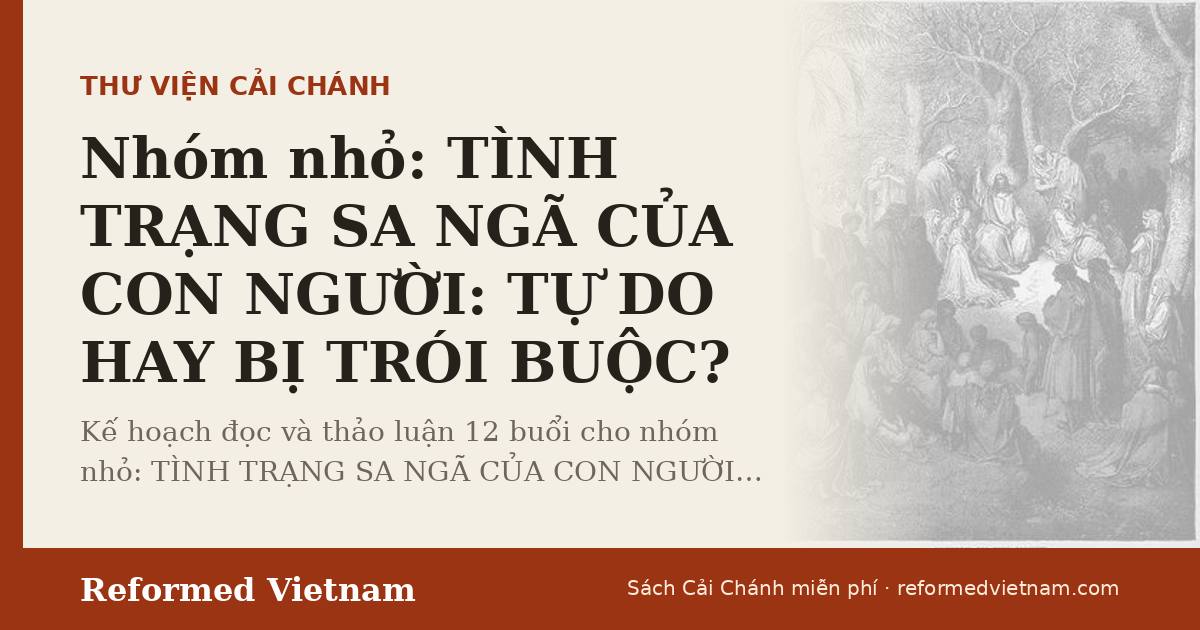 THƯ VIỆN CẢI CHÁNH
Nhóm nhỏ: TÌNH
TRẠNG SA NGÃ CỦA
CON NGƯỜI: TỰ DO
HAY BỊ TRÓI BUỘC?
Kế hoạch đọc và thảo luận 12 buổi cho nhóm
nhỏ: TÌNH TRẠNG SA NGÃ CỦA CON NGƯỜI…
Reformed Vietnam
Sách Cải Chánh miễn phí · reformedvietnam.com